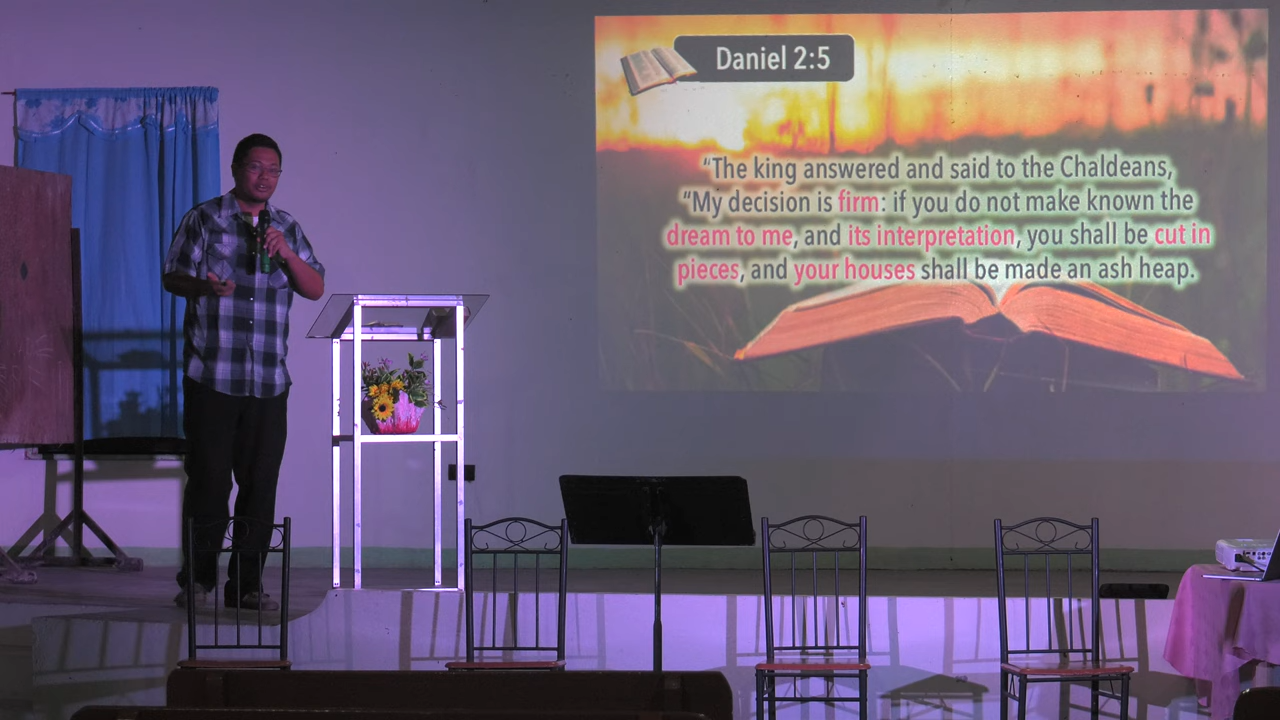 Daniel 2:5
“The king answered and said to the Chaldeans,
“My decision is firm: if you do not make known the
dream to me, and its interpretation, you shall be cut in
pieces, and your houses shall be made an ash heap.